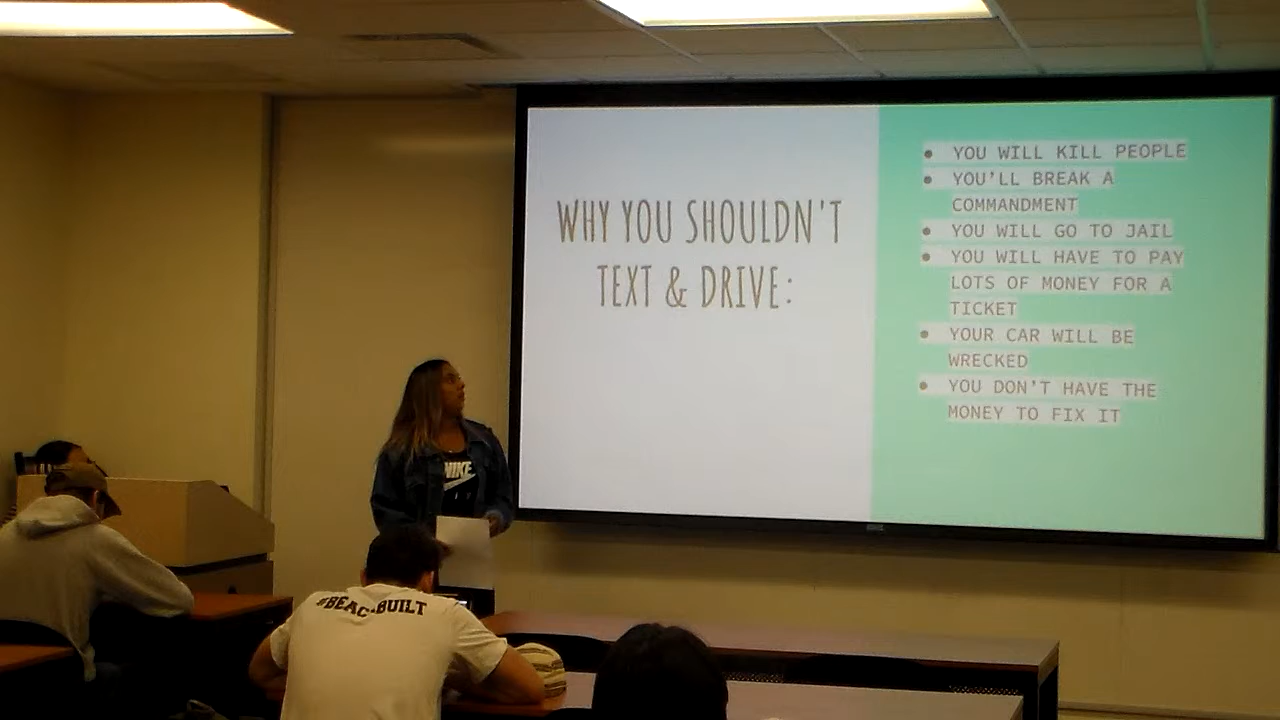 WHY YOU SHOULDN'T
TEXT & DRIVE:
● YOU WILL KILL PEOPLE
● YOU'LL BREAK A
COMMANDMENT
● YOU WILL GO TO JAIL
● YOU WILL HAVE TO PAY
LOTS OF MONEY FOR A
TICKET
● YOUR CAR WILL BE
WRECKED
● YOU DON'T HAVE THE
MONEY TO FIX IT
NIKE
#BEACHBUILT